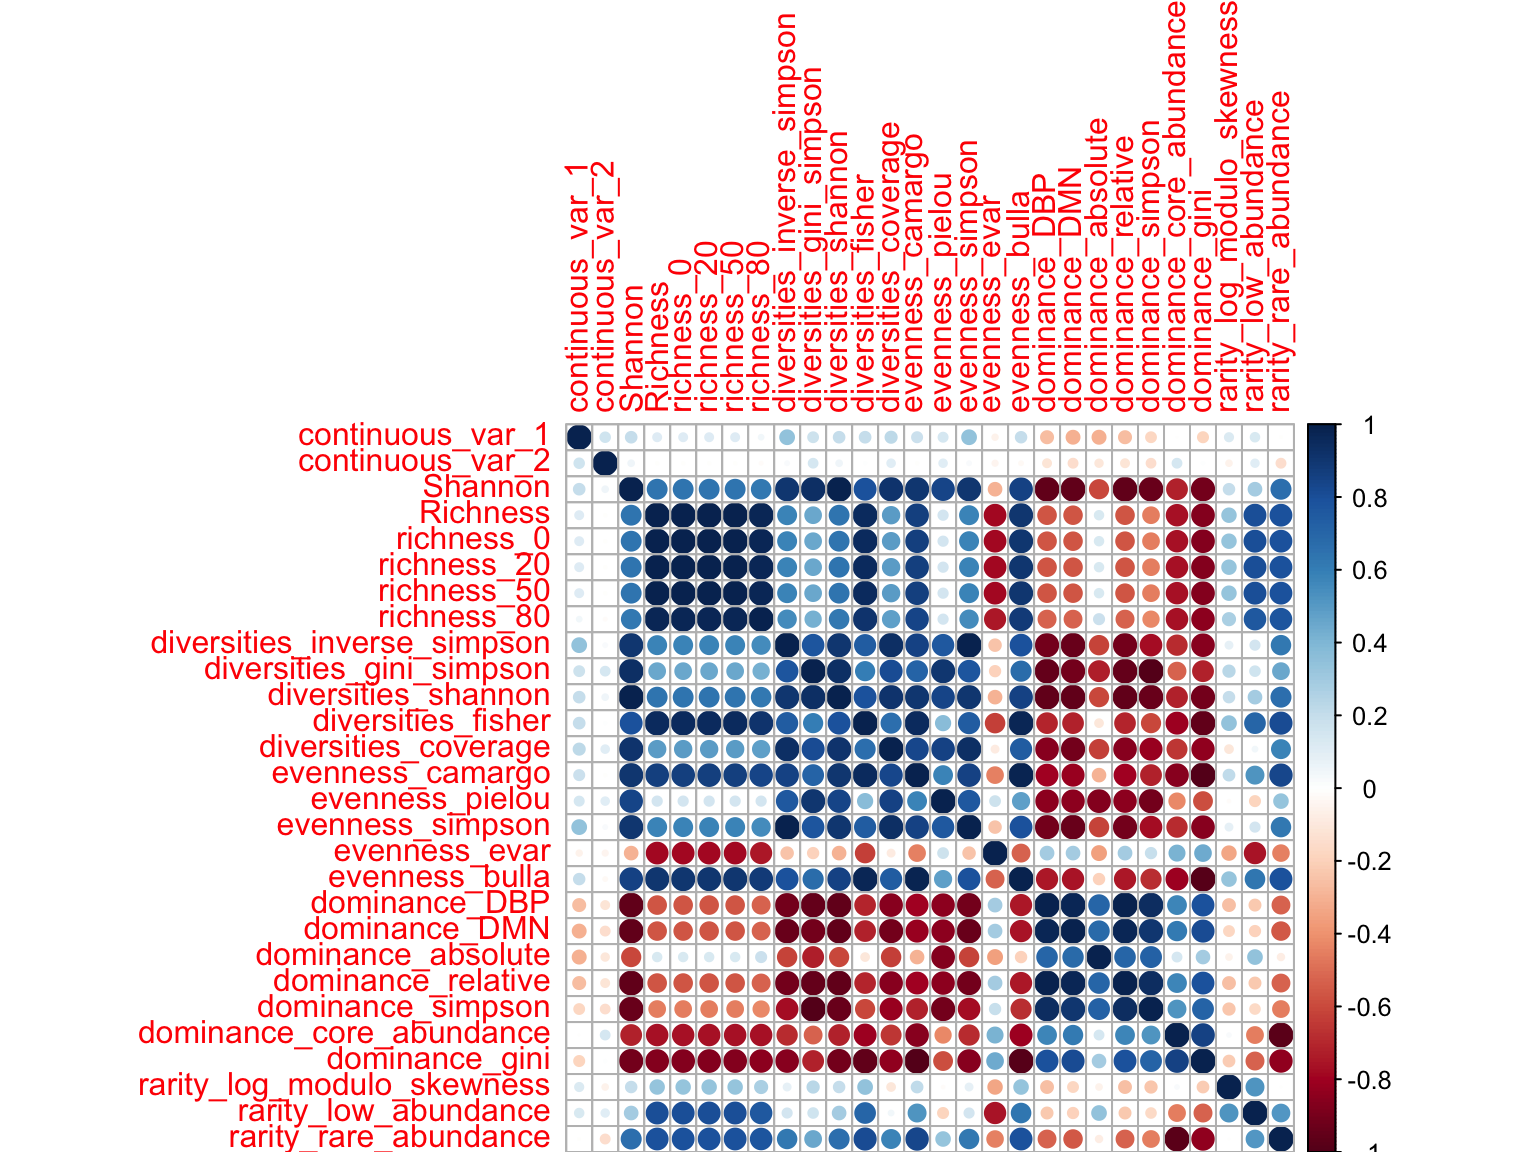 continuous_var_1
continuous_var_2
Shannon
Richness
richness_0
richness_20
richness_50
richness_80
diversities_inverse_simpson
diversities_gini_simpson
diversities_shannon
diversities_fisher
diversities_coverage
evenness_camargo
evenness_pielou
evenness_simpson
evenness_evar
evenness_bulla
dominance_DBP
dominance_DMN
dominance_absolute
dominance_relative
dominance_simpson
dominance_core_abundance
dominance_gini
rarity_log_modulo_skewness
rarity_low_abundance
rarity_rare_abundance
continuous_var_1
continuous_var_2
Shannon
Richness
richness_0
richness_20
richness_50
richness_80
diversities_inverse_simpson
diversities_gini_simpson
diversities_shannon
diversities_fisher
diversities_coverage
evenness_camargo
evenness_pielou
evenness_simpson
evenness_evar
evenness_bulla
dominance_DBP
dominance_DMN
dominance_absolute
dominance_relative
dominance_simpson
dominance_core_abundance
dominance_gini
rarity_log_modulo_skewness
rarity_low_abundance
rarity_rare_abundance
1
0.8
0.6
0.4
0.2
0
-0.2
-0.4
-0.6
-0.8